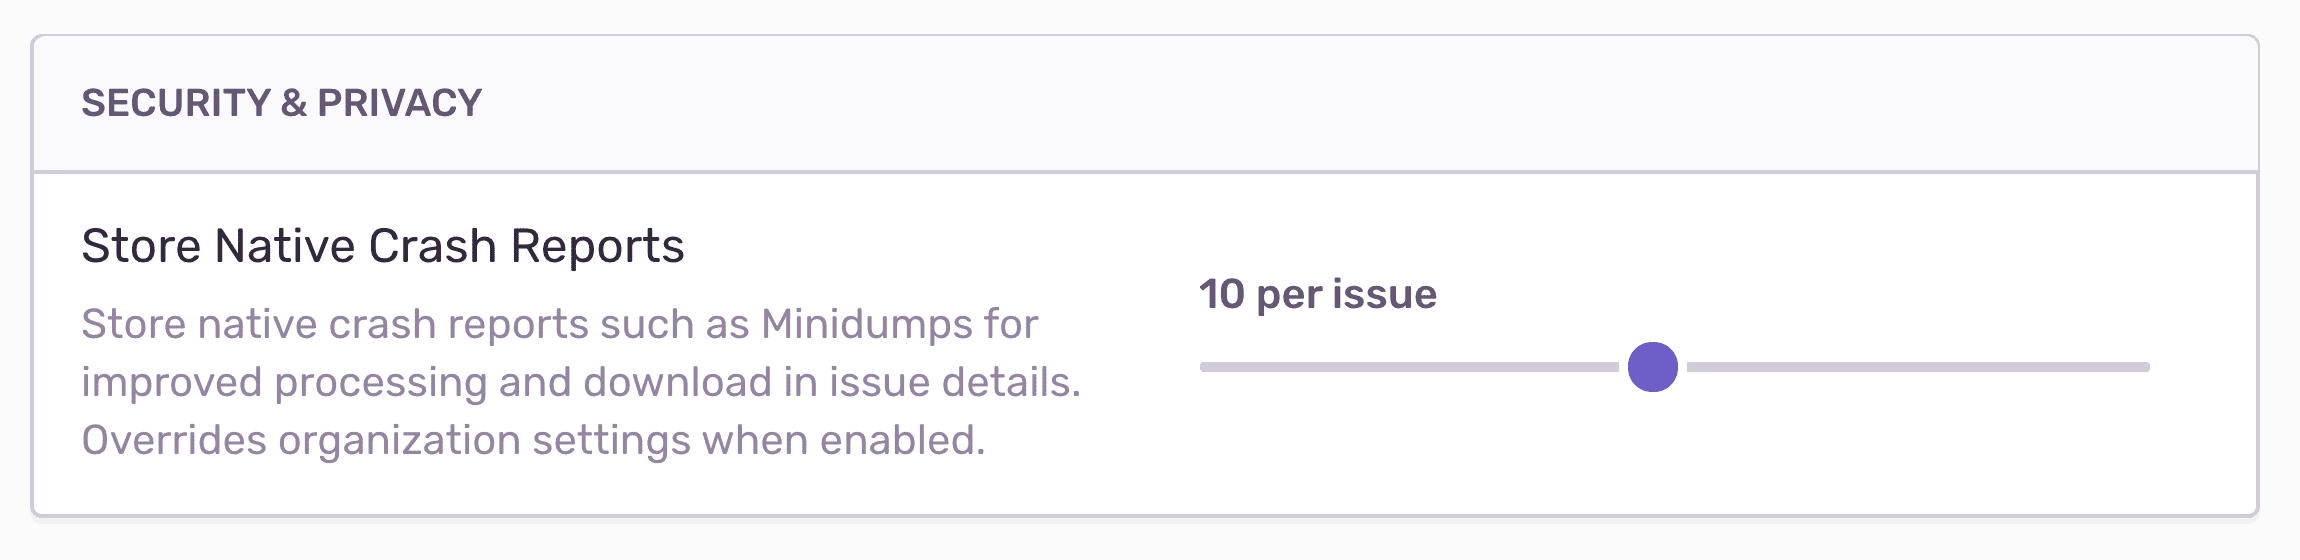 SECURITY & PRIVACY
Store Native Crash Reports
Store native crash reports such as Minidumps for
improved processing and download in issue details.
Overrides organization settings when enabled.
10 per issue